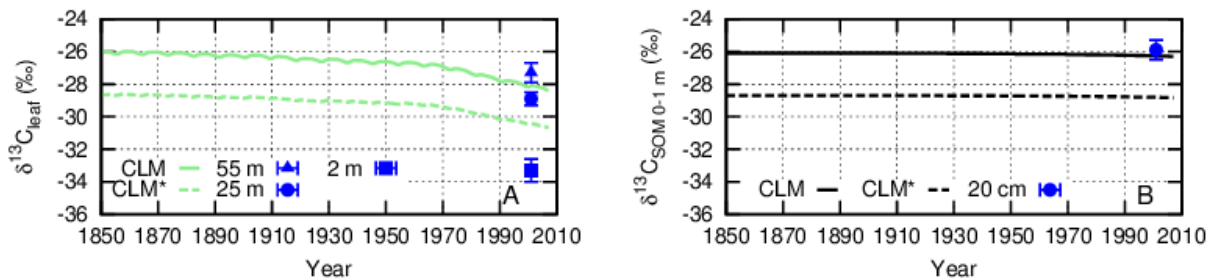 -24
-26
-28
-30
-32
-34
-36
δ¹³C_leaf (‰)
CLM 55 m 2 m
CLM* 25 m
A
1850 1870 1890 1910 1930 1950 1970 1990 2010
Year
-24
-26
-28
-30
-32
-34
-36
δ¹³C_SOM 0-1 m (‰)
CLM CLM* 20 cm
B
1850 1870 1890 1910 1930 1950 1970 1990 2010
Year